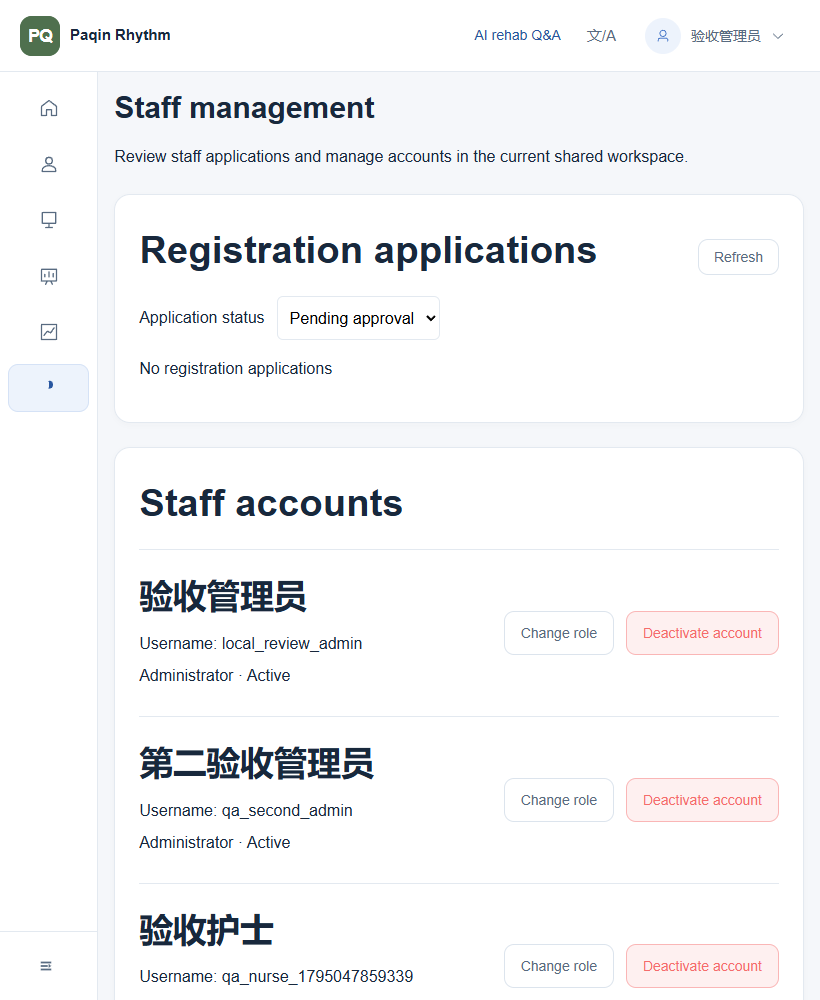 PQ Paqin Rhythm
AI rehab Q&A
文/A
验收管理员
Staff management
Review staff applications and manage accounts in the current shared workspace.
Registration applications
Refresh
Application status
Pending approval
No registration applications
Staff accounts
验收管理员
Username: local_review_admin
Administrator · Active
Change role
Deactivate account
第二验收管理员
Username: qa_second_admin
Administrator · Active
Change role
Deactivate account
验收护士
Username: qa_nurse_1795047859339
Change role
Deactivate account